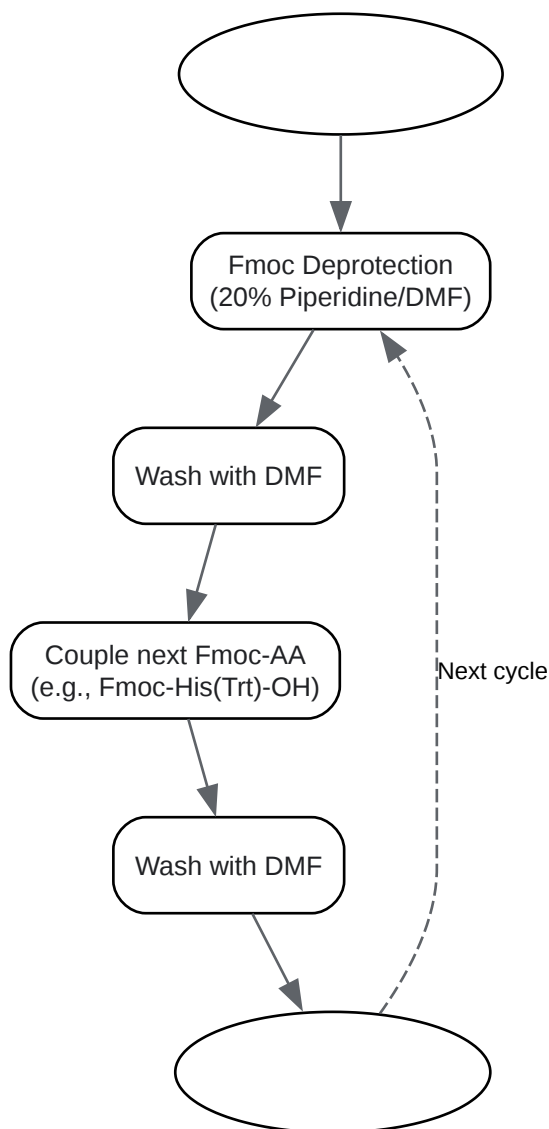 Fmoc Deprotection
(20% Piperidine/DMF)
Wash with DMF
Couple next Fmoc-AA
(e.g., Fmoc-His(Trt)-OH)
Next cycle
Wash with DMF